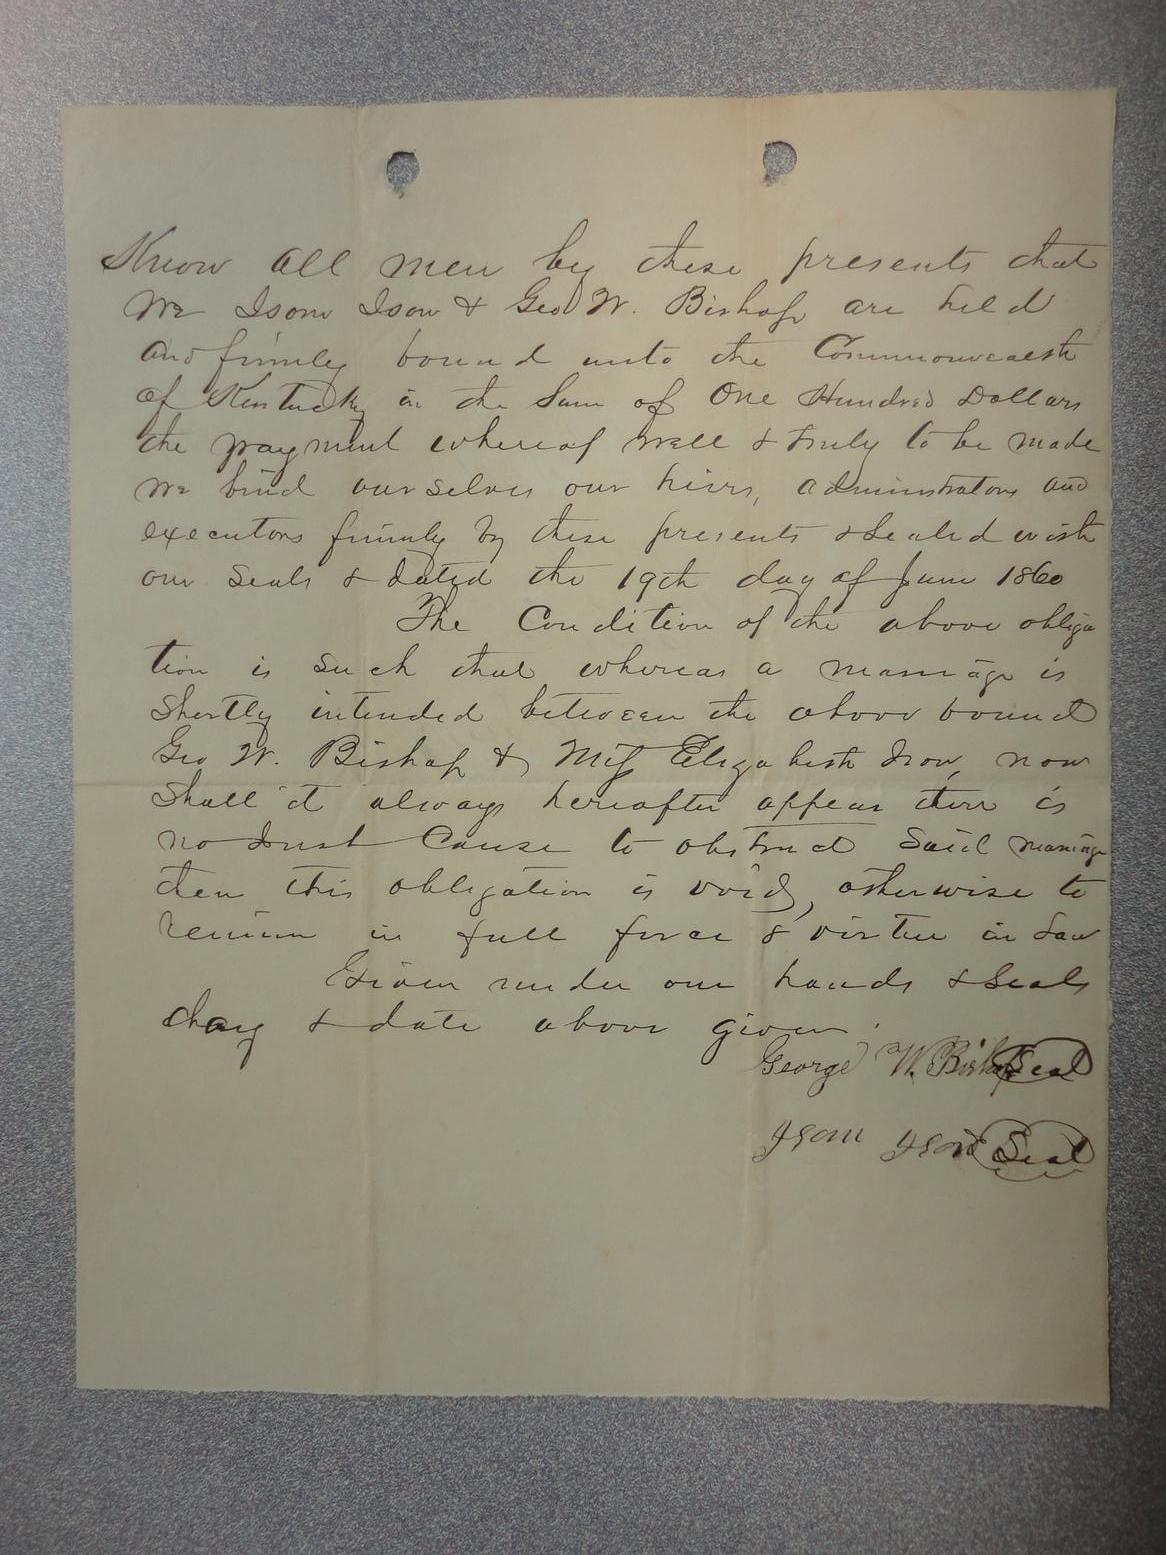 Know all men by these presents that
We Isom Ison & Geo W. Bishop are held
and firmly bound unto the Commonwealth
of Kentucky in the Sum of One Hundred Dollars
the payment whereof well & truly to be made
We bind our selves our heirs, administrators and
executors firmly by these presents & Sealed with
our Seals & dated the 19th day of June 1860
The Condition of the above obliga
tion is such that whereas a marriage is
Shortly intended between the above bound
Geo W. Bishop & Miss Elizabeth Ison, now
Shall it always hereafter appear there is
no Just Cause to obstruct Said marriage
then this obligation is void, otherwise to
remain in full force & virtue in Law
Given under our hands & Seals
day & date above given.
George W. Bishop Seal
Isom Ison Seal